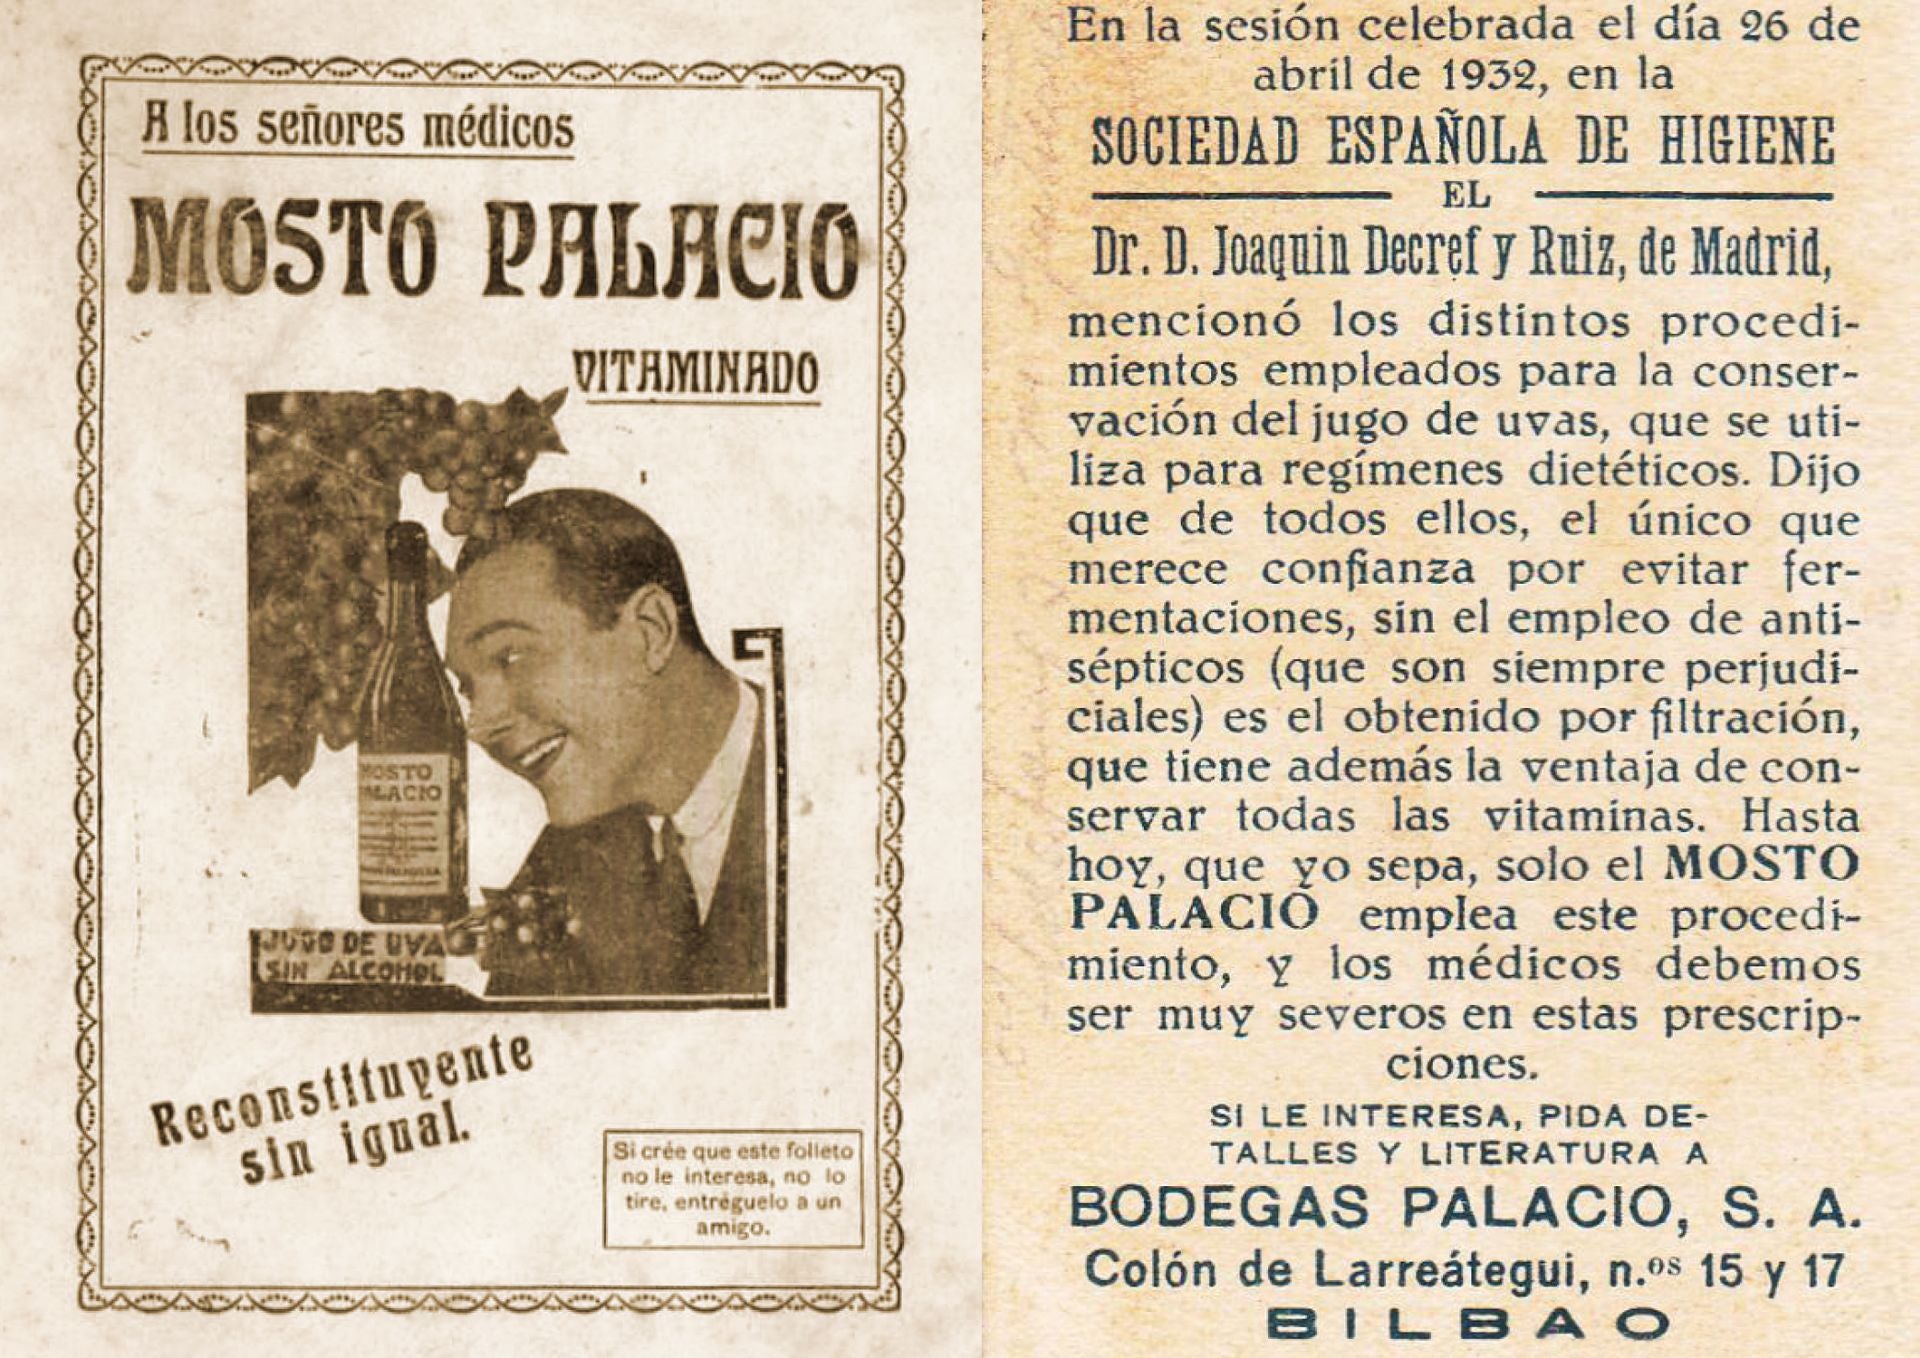 A los señores médicos
MOSTO PALACIO
VITAMINADO
MOSTO
PALACIO
JUGO DE UVA
SIN ALCOHOL
Reconstituyente
sin igual.
Si crée que este folleto
no le interesa, no lo
tire, entréguelo a un
amigo.
En la sesión celebrada el día 26 de
abril de 1932, en la
SOCIEDAD ESPAÑOLA DE HIGIENE
EL
Dr. D. Joaquin Decref y Ruiz, de Madrid,
mencionó los distintos procedi-
mientos empleados para la conser-
vación del jugo de uvas, que se uti-
liza para regímenes dietéticos. Dijo
que de todos ellos, el único que
merece confianza por evitar fer-
mentaciones, sin el empleo de anti-
sépticos (que son siempre perjudi-
ciales) es el obtenido por filtración,
que tiene además la ventaja de con-
servar todas las vitaminas. Hasta
hoy, que yo sepa, solo el MOSTO
PALACIO emplea este procedi-
miento, y los médicos debemos
ser muy severos en estas prescrip-
ciones.
SI LE INTERESA, PIDA DE-
TALLES Y LITERATURA A
BODEGAS PALACIO, S. A.
Colón de Larreátegui, n.os 15 y 17
BILBAO